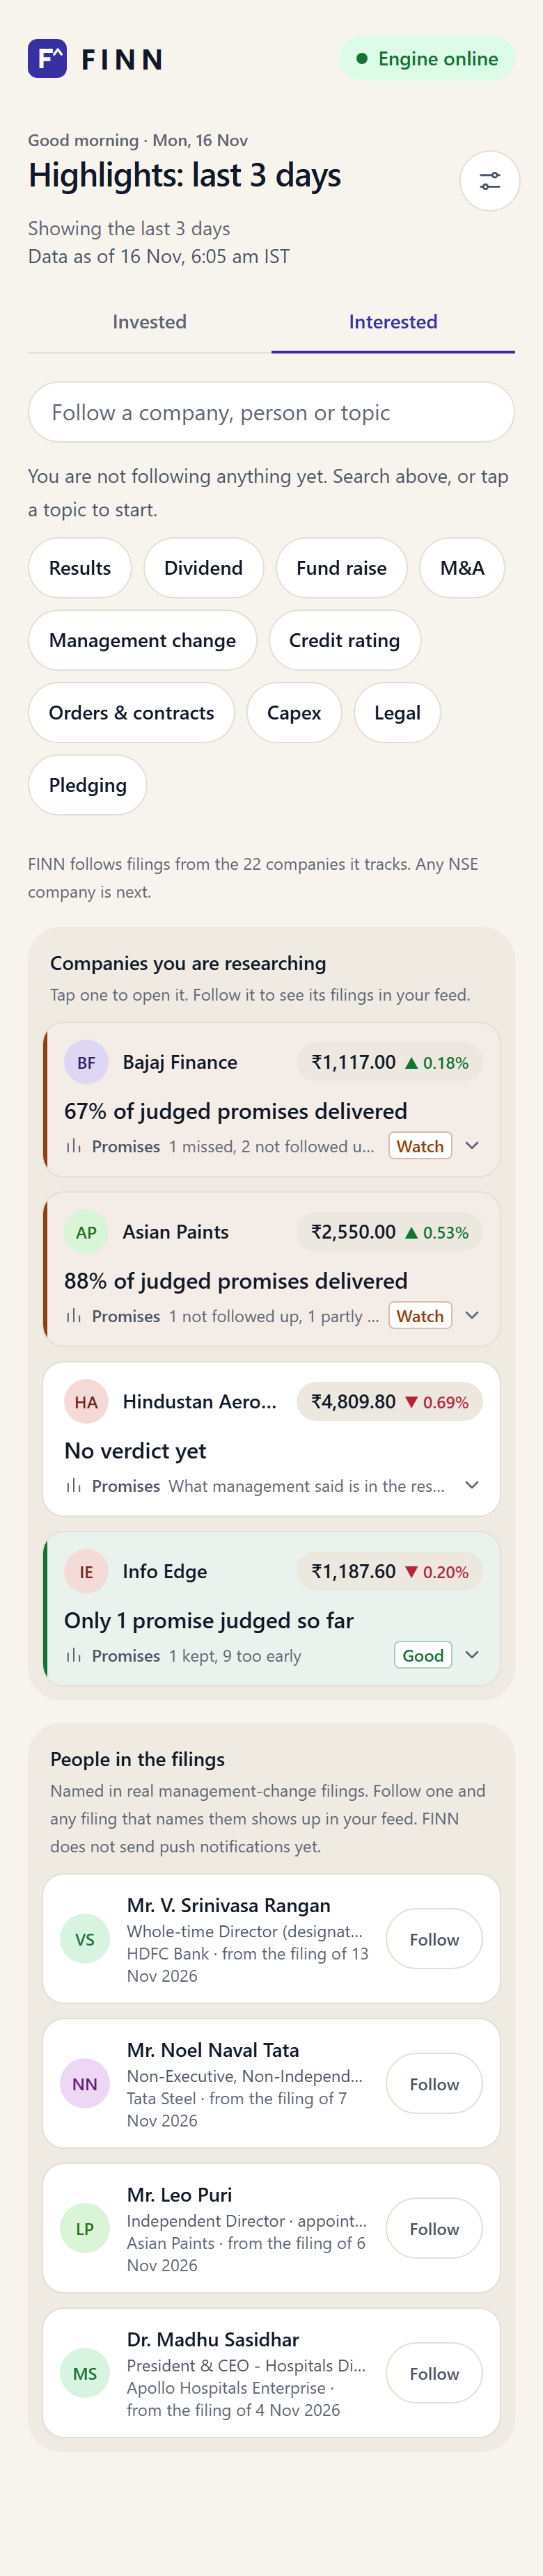 FINN
Engine online
Good morning · Mon, 16 Nov
Highlights: last 3 days
Showing the last 3 days
Data as of 16 Nov, 6:05 am IST
Invested
Interested
Follow a company, person or topic
You are not following anything yet. Search above, or tap
a topic to start.
Results
Dividend
Fund raise
M&A
Management change
Credit rating
Orders & contracts
Capex
Legal
Pledging
FINN follows filings from the 22 companies it tracks. Any NSE
company is next.
Companies you are researching
Tap one to open it. Follow it to see its filings in your feed.
BF Bajaj Finance ₹1,117.00 ▲ 0.18%
67% of judged promises delivered
Promises 1 missed, 2 not followed u... Watch
AP Asian Paints ₹2,550.00 ▲ 0.53%
88% of judged promises delivered
Promises 1 not followed up, 1 partly ... Watch
HA Hindustan Aero... ₹4,809.80 ▼ 0.69%
No verdict yet
Promises What management said is in the res...
IE Info Edge ₹1,187.60 ▼ 0.20%
Only 1 promise judged so far
Promises 1 kept, 9 too early Good
People in the filings
Named in real management-change filings. Follow one and
any filing that names them shows up in your feed. FINN
does not send push notifications yet.
Mr. V. Srinivasa Rangan
Whole-time Director (designat...
VS
HDFC Bank · from the filing of 13
Nov 2026
Follow
Mr. Noel Naval Tata
Non-Executive, Non-Independ...
NN
Tata Steel · from the filing of 7
Nov 2026
Follow
Mr. Leo Puri
Independent Director · appoint...
LP
Asian Paints · from the filing of 6
Nov 2026
Follow
Dr. Madhu Sasidhar
President & CEO - Hospitals Di...
MS
Apollo Hospitals Enterprise ·
from the filing of 4 Nov 2026
Follow